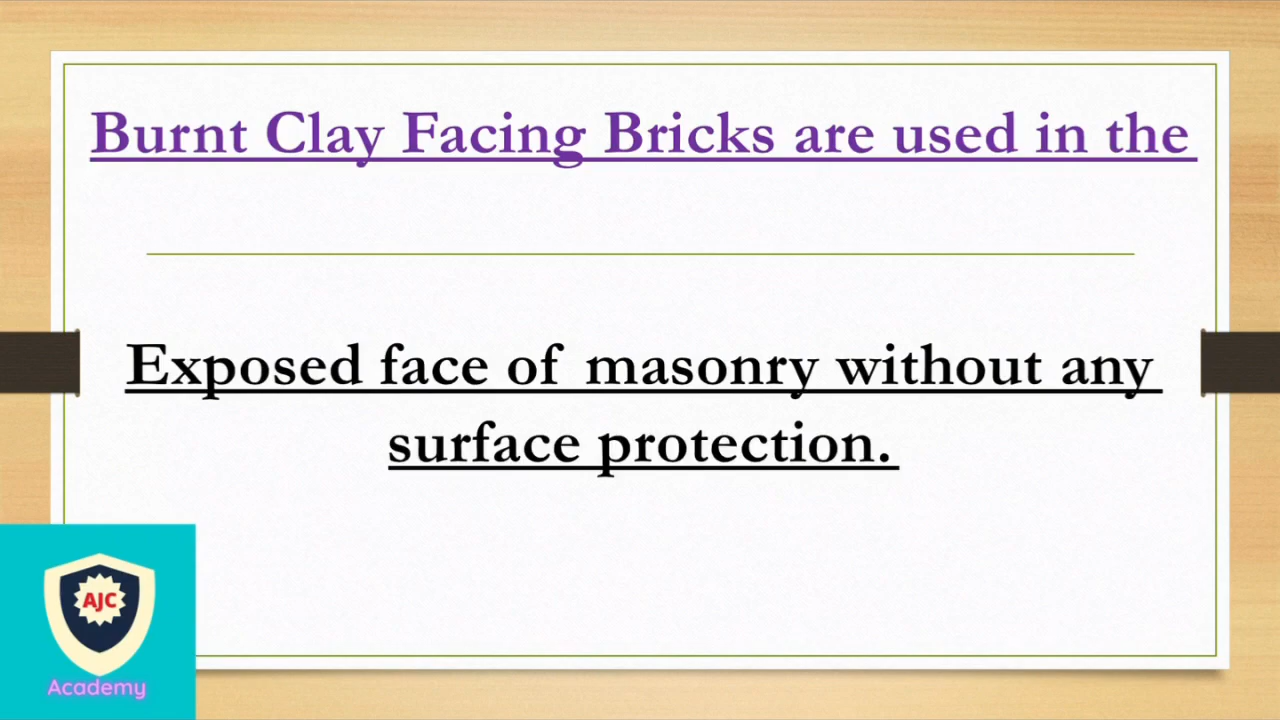 Burnt Clay Facing Bricks are used in the
Exposed face of masonry without any
surface protection.
AJC
Academy